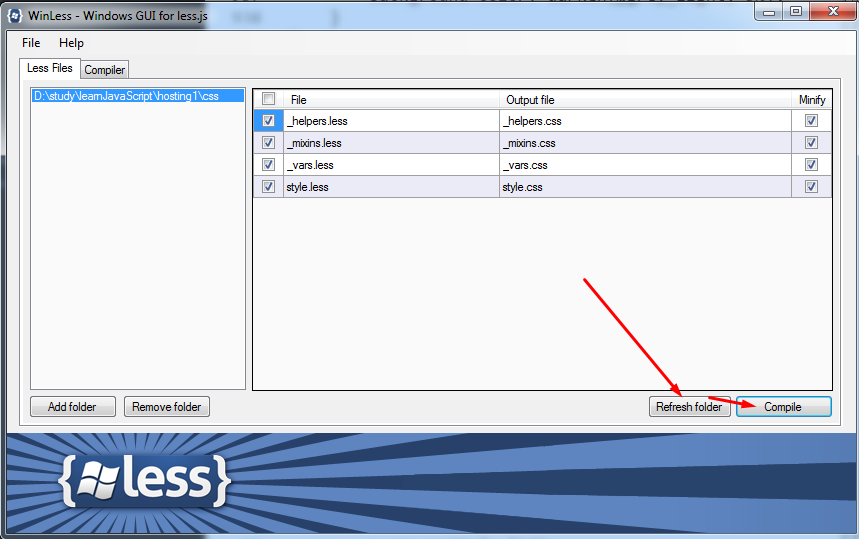 WinLess - Windows GUI for less.js
File Help
Less Files Compiler
D:\study\learnJavaScript\hosting1\css
File Output file Minify
_helpers.less _helpers.css
_mixins.less _mixins.css
_vars.less _vars.css
style.less style.css
Add folder Remove folder Refresh folder Compile
{less}